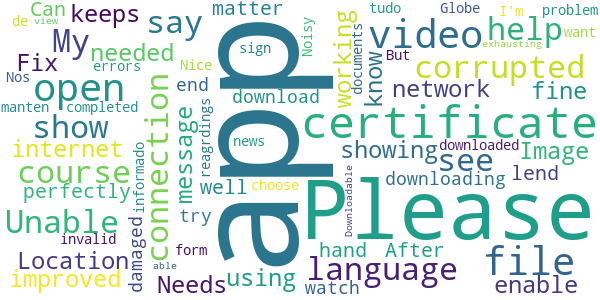 de
Can
keeps
say
matter
tudo
Globe
I'm
problem
My
needed
sign
Noisy
video
But
want
view
Fix
errors
Nice
working
documents
know
help
exhausting
Nos
open
connection
message
end
download
app
corrupted
manten
completed
network
fine
show
reagrdings
news
certificate
internet
informado
showing
see
downloaded
Image
course
perfectly
well
choose
Downloadable
downloading
lend
Unable
try
Please
invalid
damaged
form
hand
After
file
Location
able
language
improved
Needs
using
watch
enable